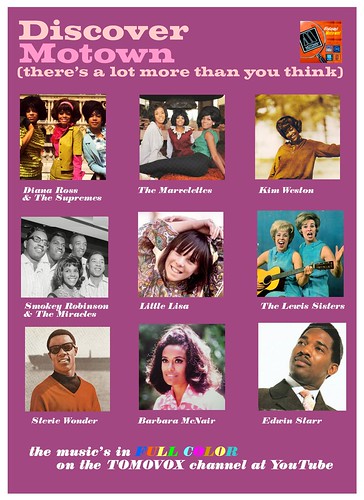 Discover
Motown
(there's a lot more than you think)
Diana Ross
& The Supremes
The Marvelettes
Kim Weston
Smokey Robinson
& The Miracles
Little Lisa
The Lewis Sisters
Stevie Wonder
Barbara McNair
Edwin Starr
the music's in FULL COLOR
on the TOMOVOX channel at YouTube